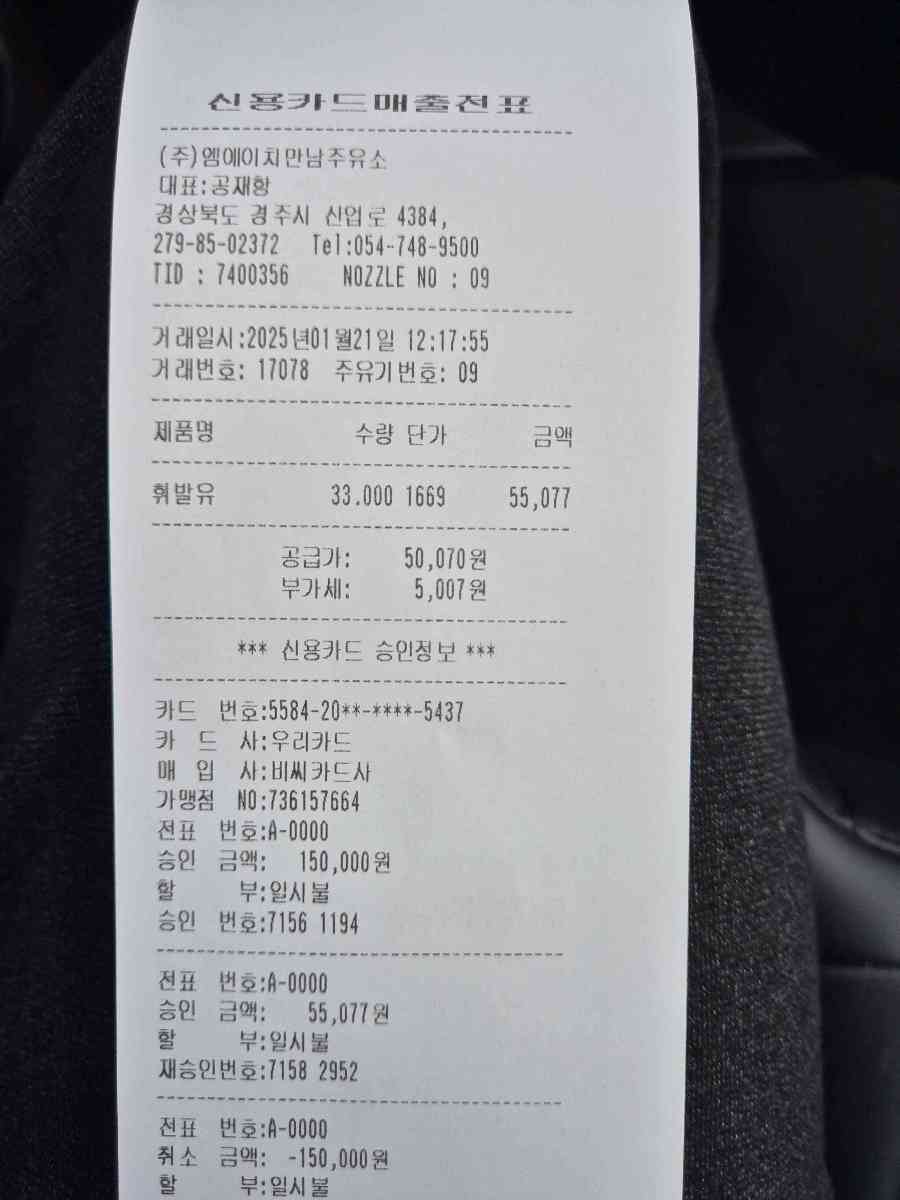 신용카드매출전표
(주)엠에이치만남주유소
대표:공재항
경상북도 경주시 산업로 4384,
279-85-02372 Tel:054-748-9500
TID : 7400356 NOZZLE NO : 09
거래일시:2025년01월21일 12:17:55
거래번호: 17078 주유기번호: 09
제품명 수량 단가 금액
휘발유 33.000 1669 55,077
공급가: 50,070원
부가세: 5,007원
*** 신용카드 승인정보 ***
카드 번호:5584-20**-****-5437
카 드 사:우리카드
매 입 사:비씨카드사
가맹점 NO:736157664
전표 번호:A-0000
승인 금액: 150,000원
할 부:일시불
승인 번호:7156 1194
전표 번호:A-0000
승인 금액: 55,077원
할 부:일시불
재승인번호:7158 2952
전표 번호:A-0000
취소 금액: -150,000원
할 부:일시불